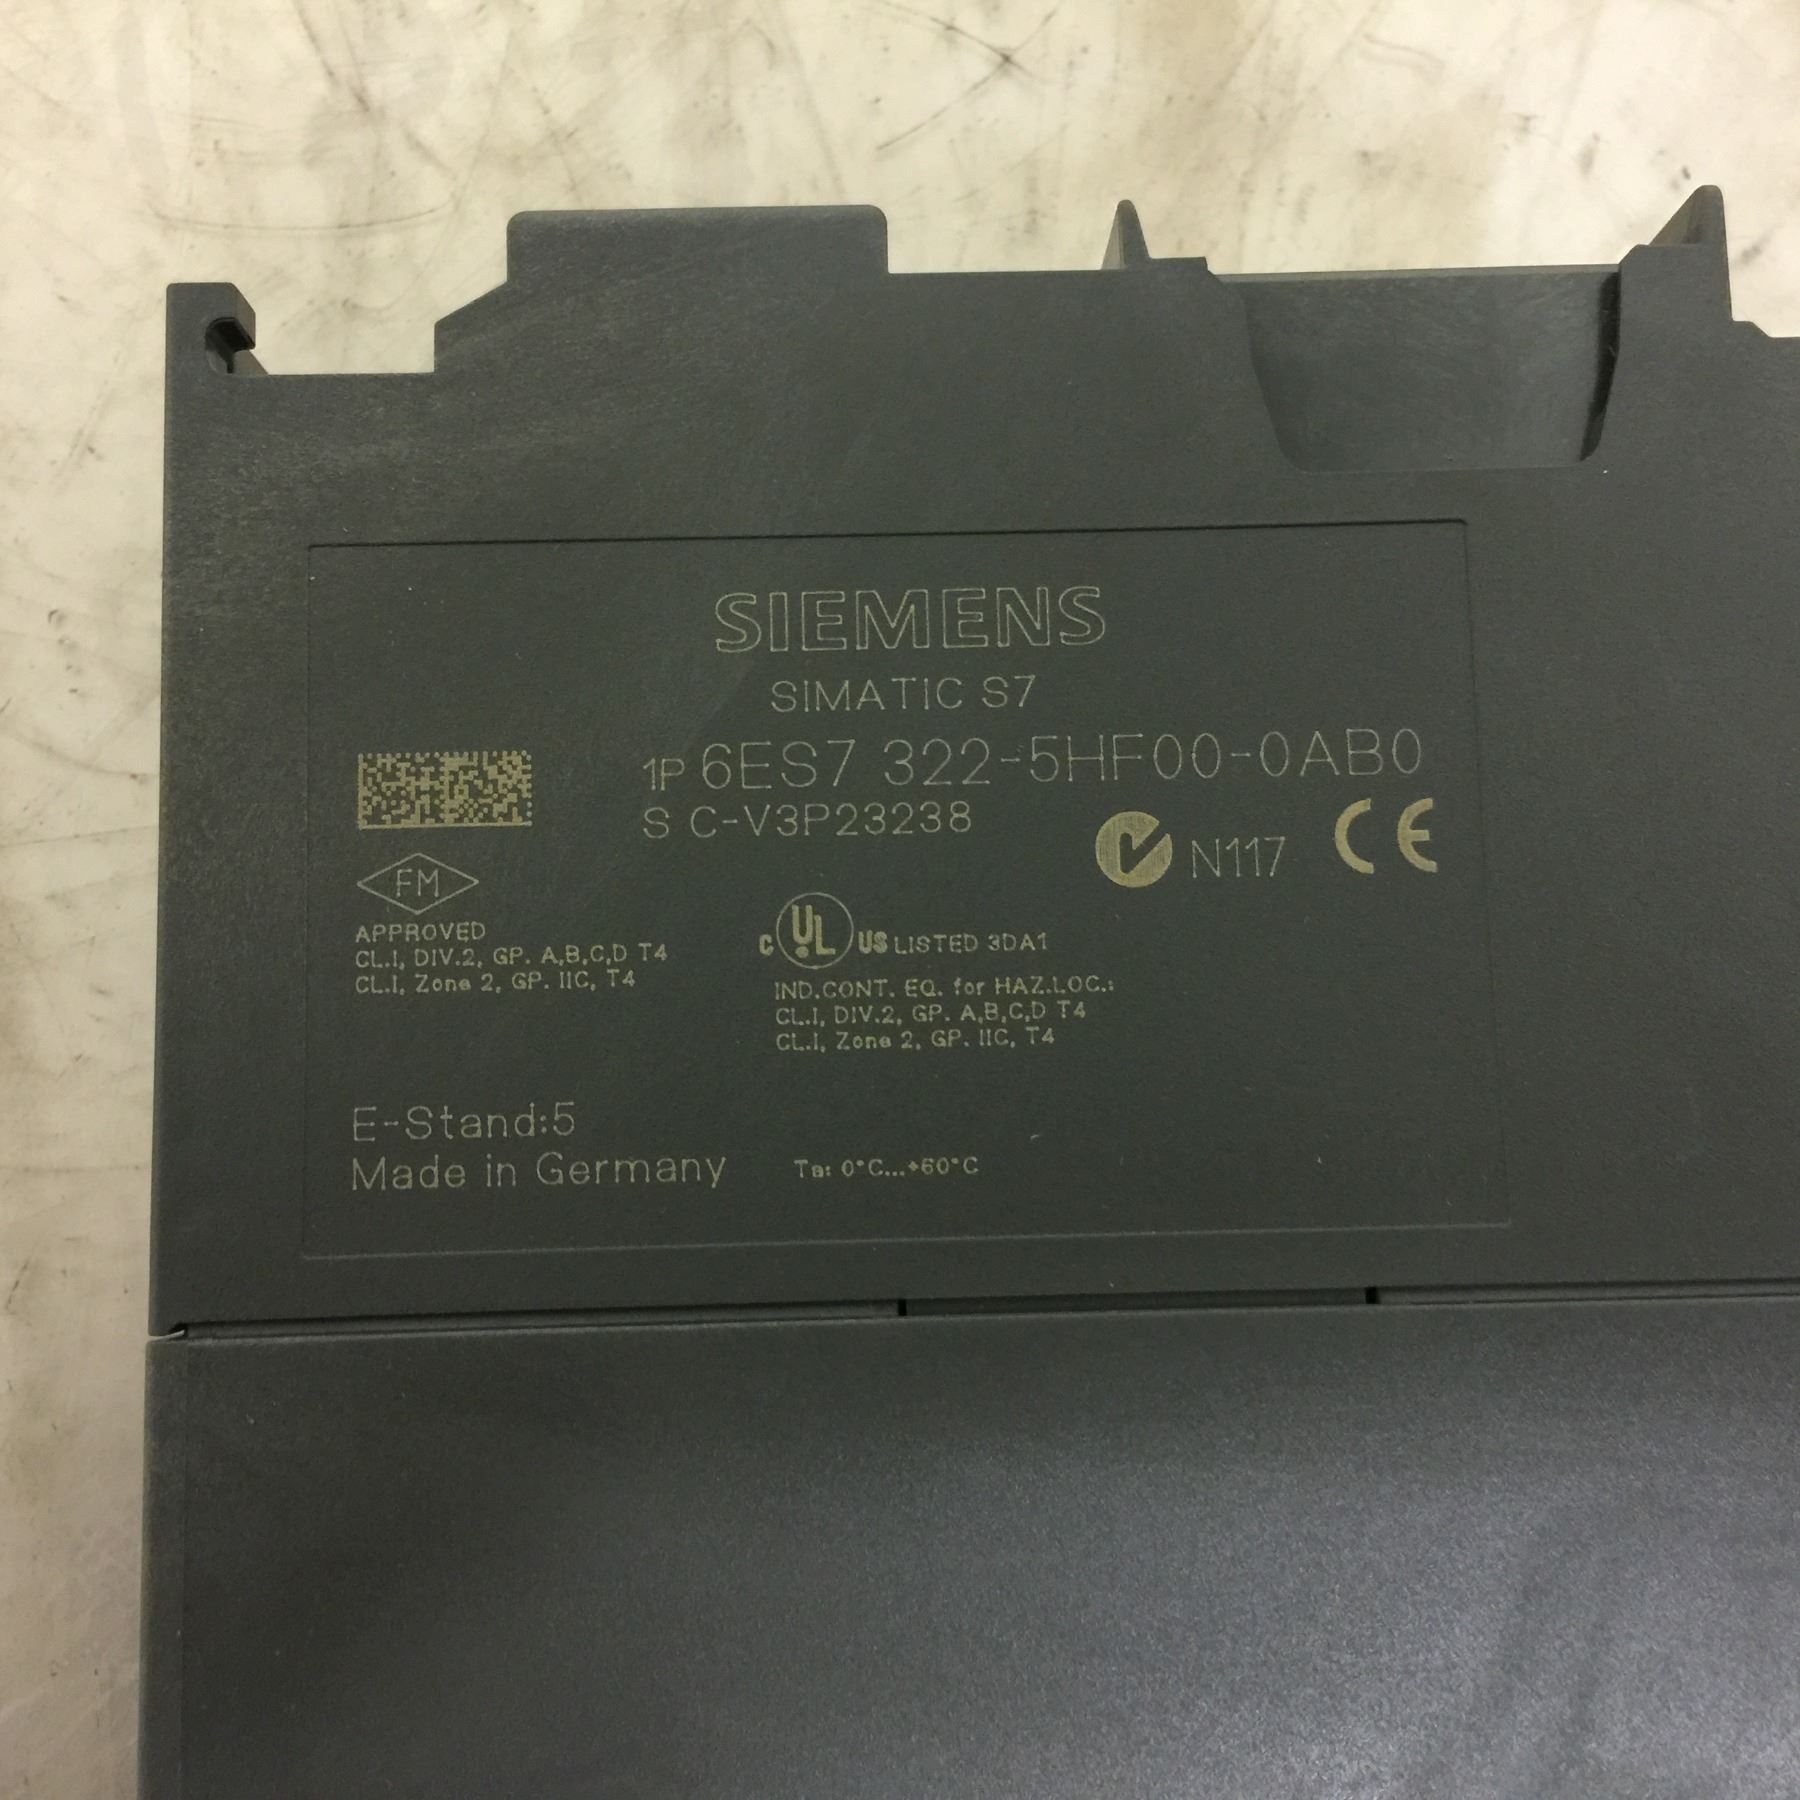 SIEMENS
SIMATIC S7
1P 6ES7 322-5HF00-0AB0
S C-V3P23238
N117 CE
FM
APPROVED
CL.I, DIV.2, GP. A,B,C,D T4
CL.I, Zone 2, GP. IIC, T4
C UL US LISTED 3DA1
IND.CONT. EQ. for HAZ.LOC.:
CL.I, DIV.2, GP. A,B,C,D T4
CL.I, Zone 2, GP. IIC, T4
E-Stand:5
Made in Germany Ta: 0°C...+60°C